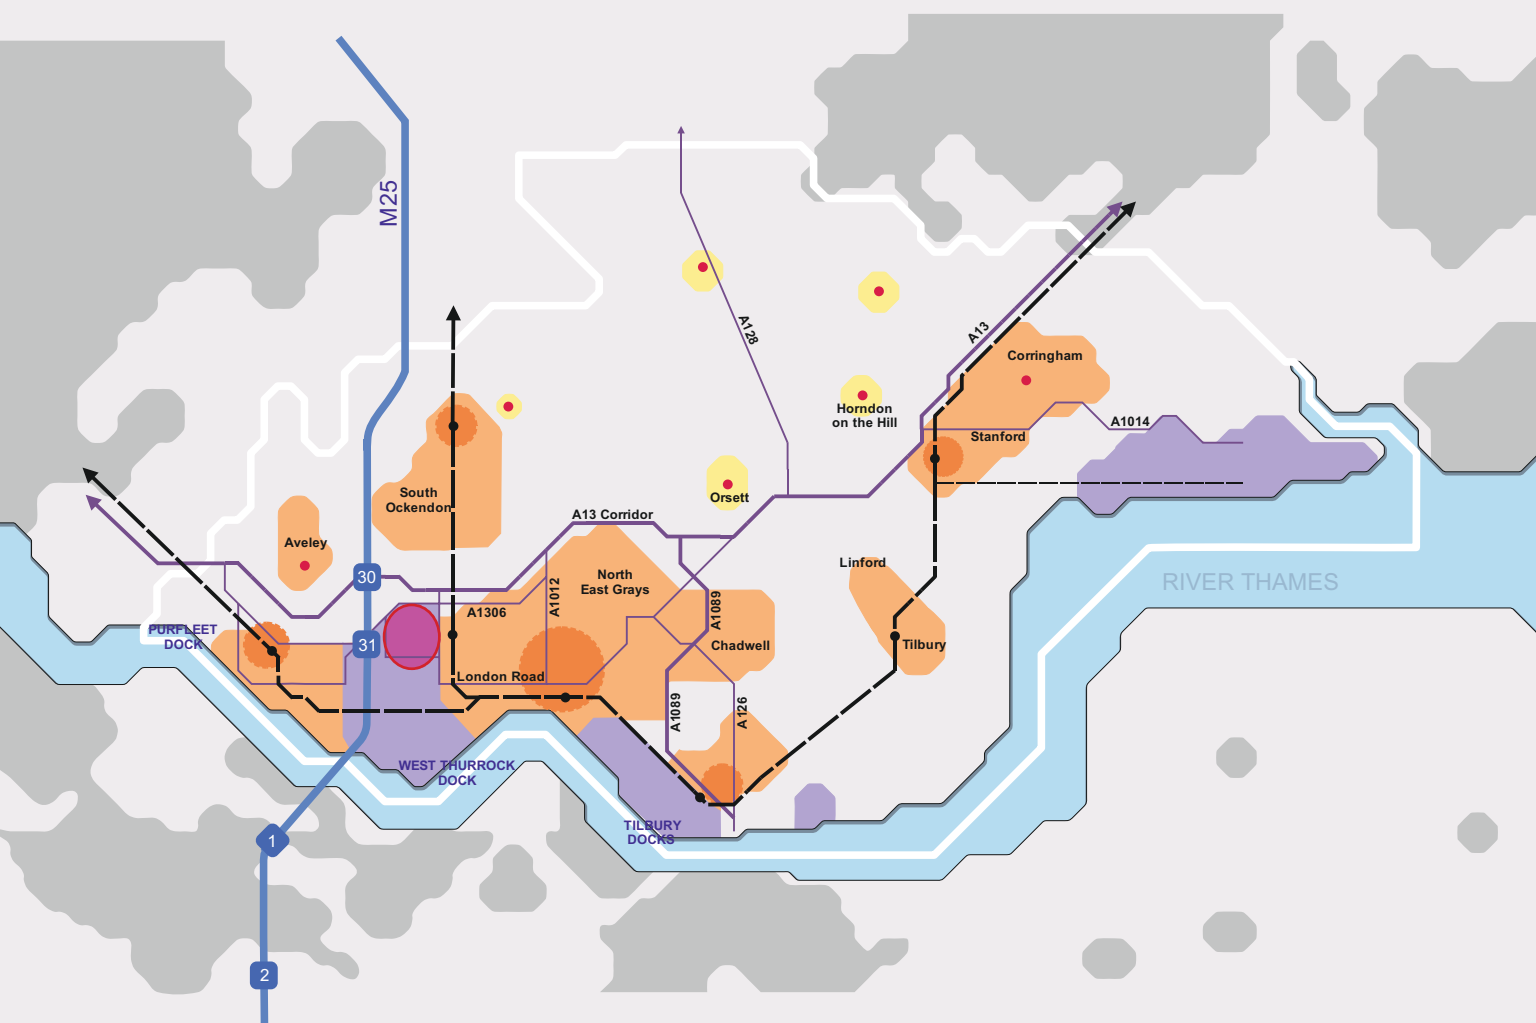 M25
A128
A13
Corringham
Horndon
on the Hill
A1014
Stanford
South
Ockendon
Orsett
A13 Corridor
Aveley
Linford
30
North
East Grays
A1012
A1089
RIVER THAMES
A1306
PURFLEET
DOCK
31
Chadwell
Tilbury
London Road
A1089
A126
WEST THURROCK
DOCK
TILBURY
DOCKS
1
2